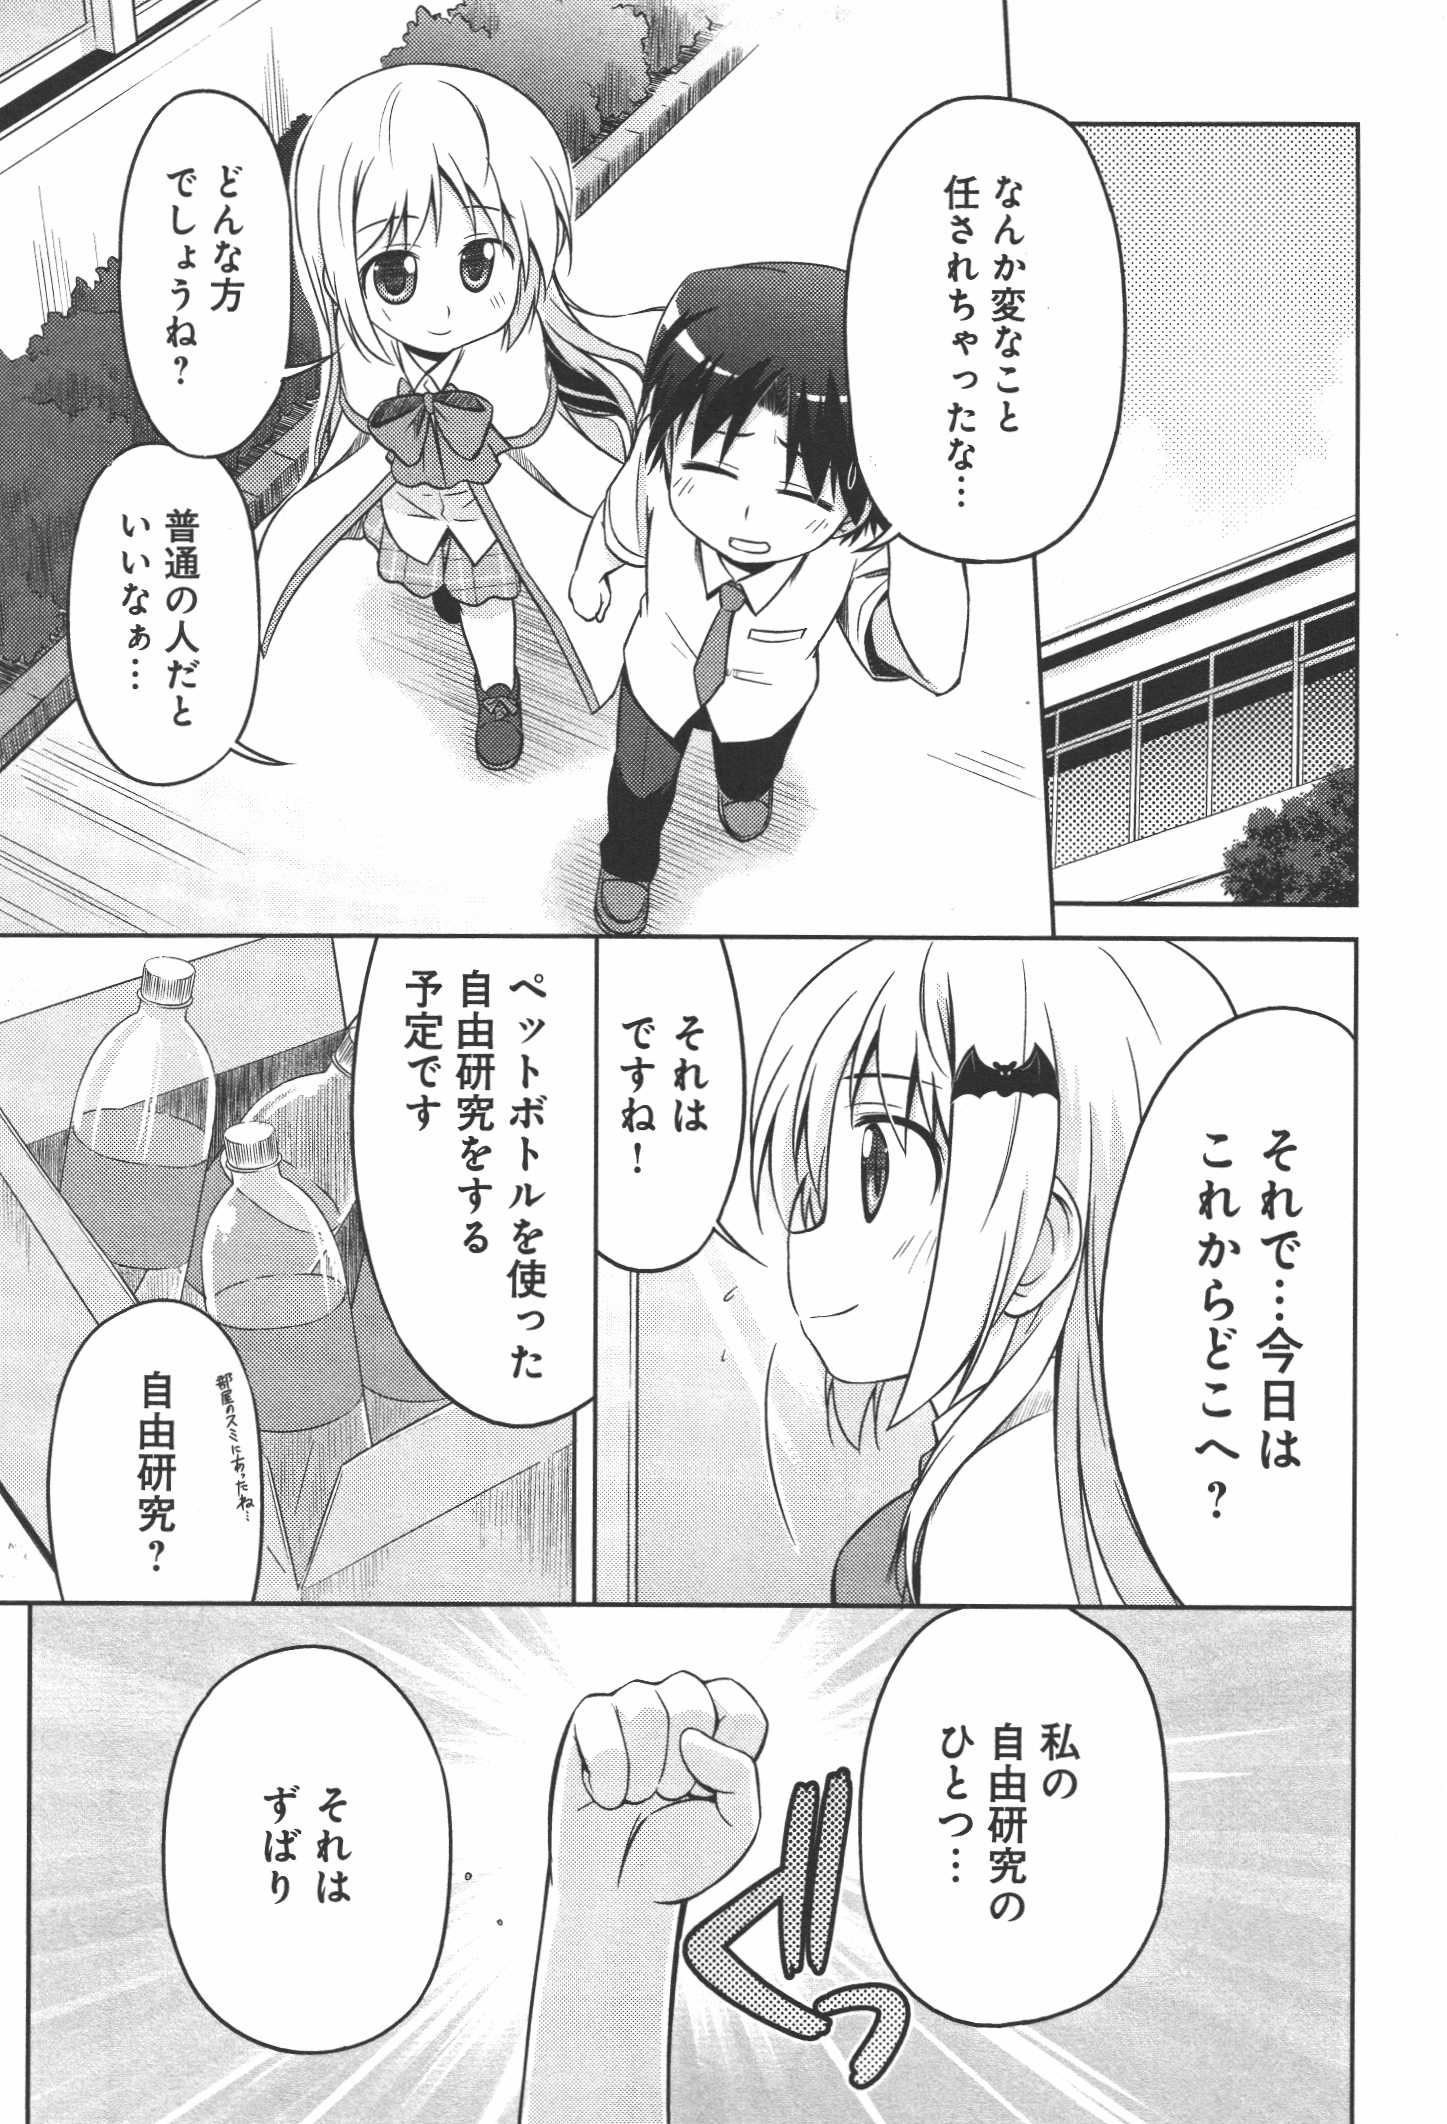 なんか変なこと
任されちゃったな…
どんな方
でしょうね?
普通の人だと
いいなぁ…
それで…今日は
これからどこへ?
それは
ですね!
ペットボトルを使った
自由研究をする
予定です
部屋のスミにあったね…
自由研究?
私の
自由研究の
ひとつ…
グッ
それは
ずばり